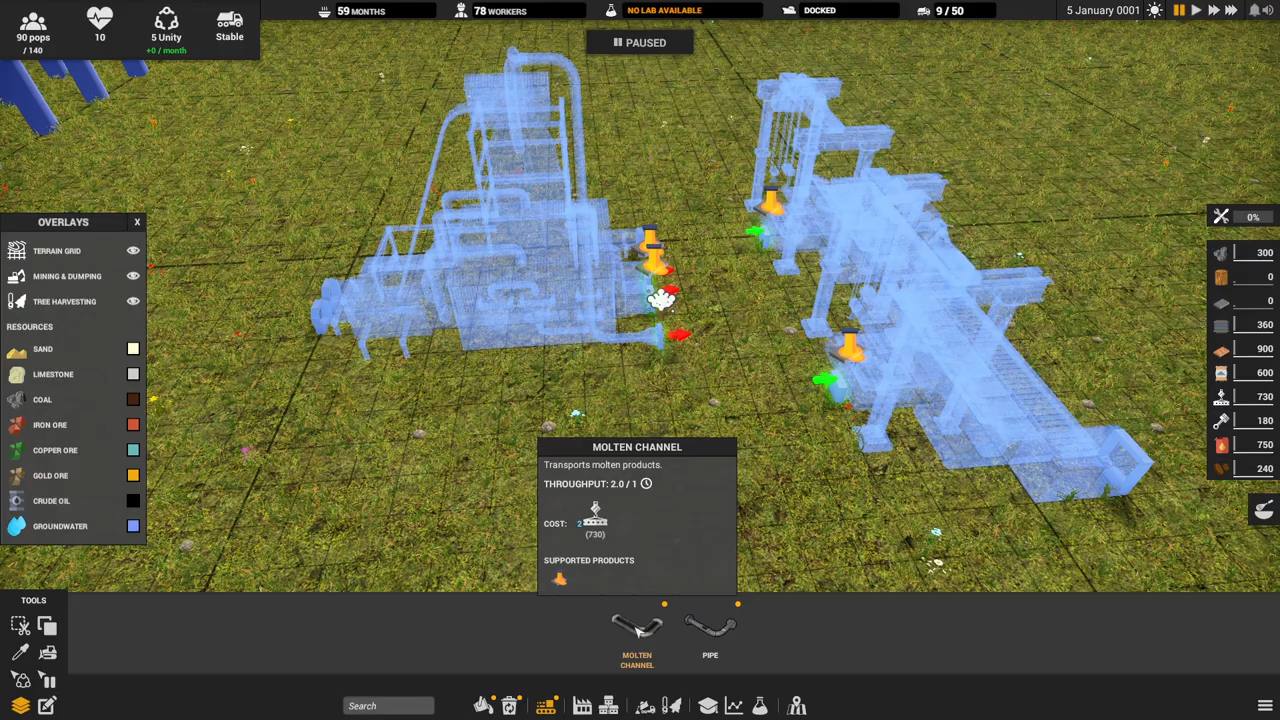 90 pops
/ 140
10
5 Unity
+0 / month
Stable
59 MONTHS
78 WORKERS
NO LAB AVAILABLE
DOCKED
9 / 50
5 January 0001
PAUSED
OVERLAYS
X
TERRAIN GRID
MINING & DUMPING
TREE HARVESTING
RESOURCES
SAND
LIMESTONE
COAL
IRON ORE
COPPER ORE
GOLD ORE
CRUDE OIL
GROUNDWATER
0%
300
0
0
360
900
600
730
180
750
240
MOLTEN CHANNEL
Transports molten products.
THROUGHPUT: 2.0 / 1
COST: 2
(730)
SUPPORTED PRODUCTS
TOOLS
MOLTEN
CHANNEL
PIPE
Search